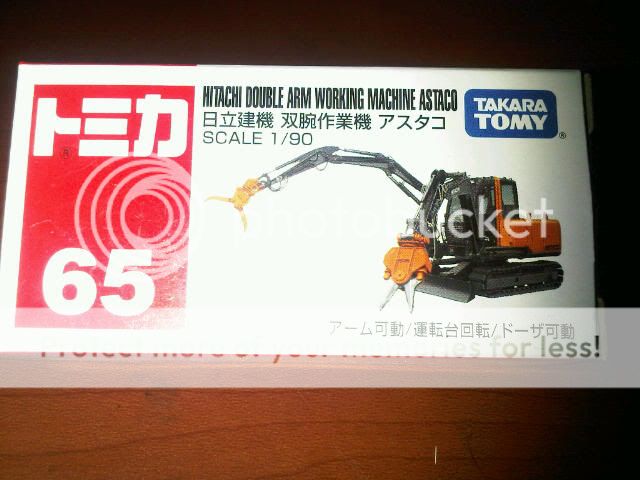 トミカ
®
65
HITACHI DOUBLE ARM WORKING MACHINE ASTACO
日立建機 双腕作業機 アスタコ
SCALE 1/90
TAKARA
TOMY
®
photobucket
アーム可動/運転台回転/ドーザ可動
Protect more of your memories for less!